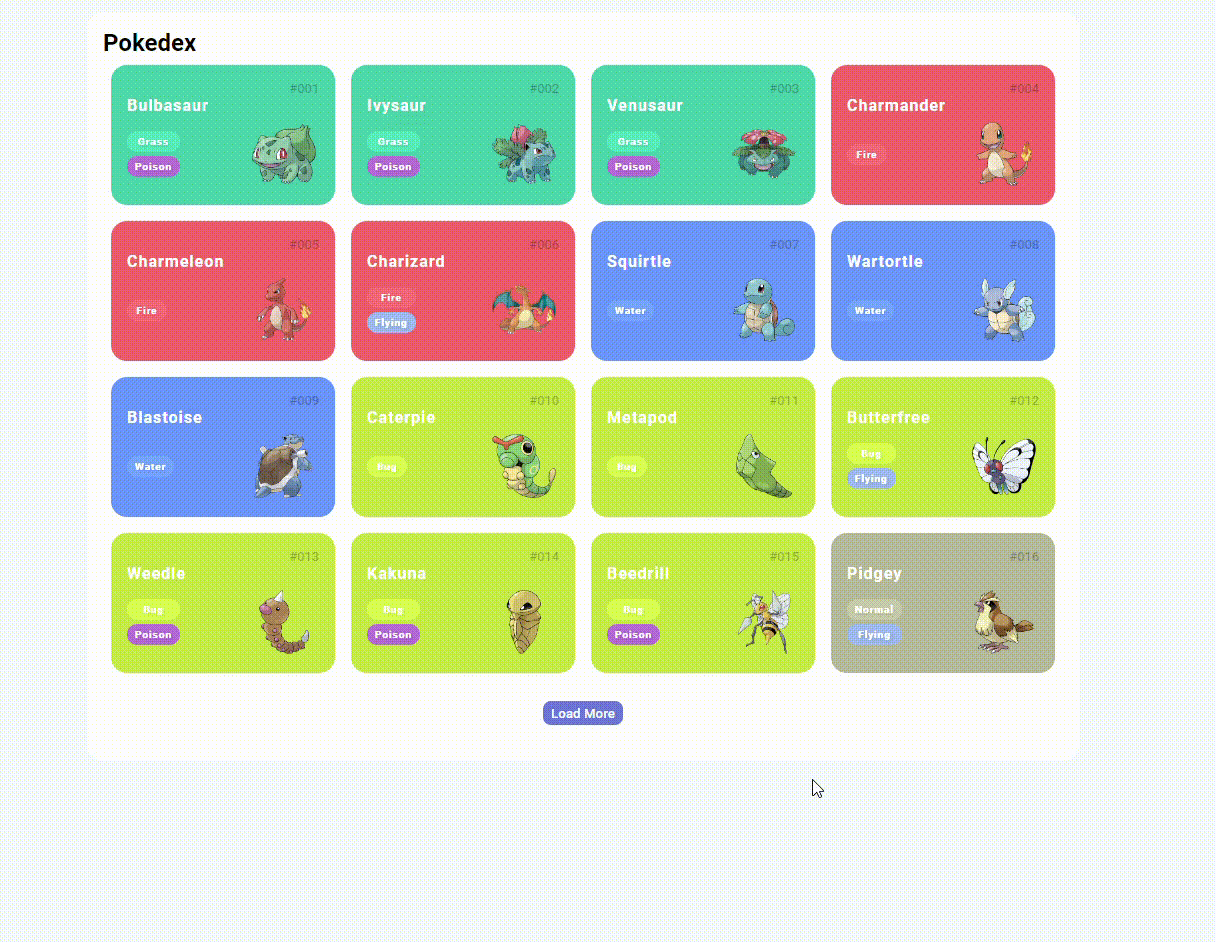 Pokedex
#001
Bulbasaur
Grass
Poison
#002
Ivysaur
Grass
Poison
#003
Venusaur
Grass
Poison
#004
Charmander
Fire
#005
Charmeleon
Fire
#006
Charizard
Fire
Flying
#007
Squirtle
Water
#008
Wartortle
Water
#009
Blastoise
Water
#010
Caterpie
Bug
#011
Metapod
Bug
#012
Butterfree
Bug
Flying
#013
Weedle
Bug
Poison
#014
Kakuna
Bug
Poison
#015
Beedrill
Bug
Poison
#016
Pidgey
Normal
Flying
Load More